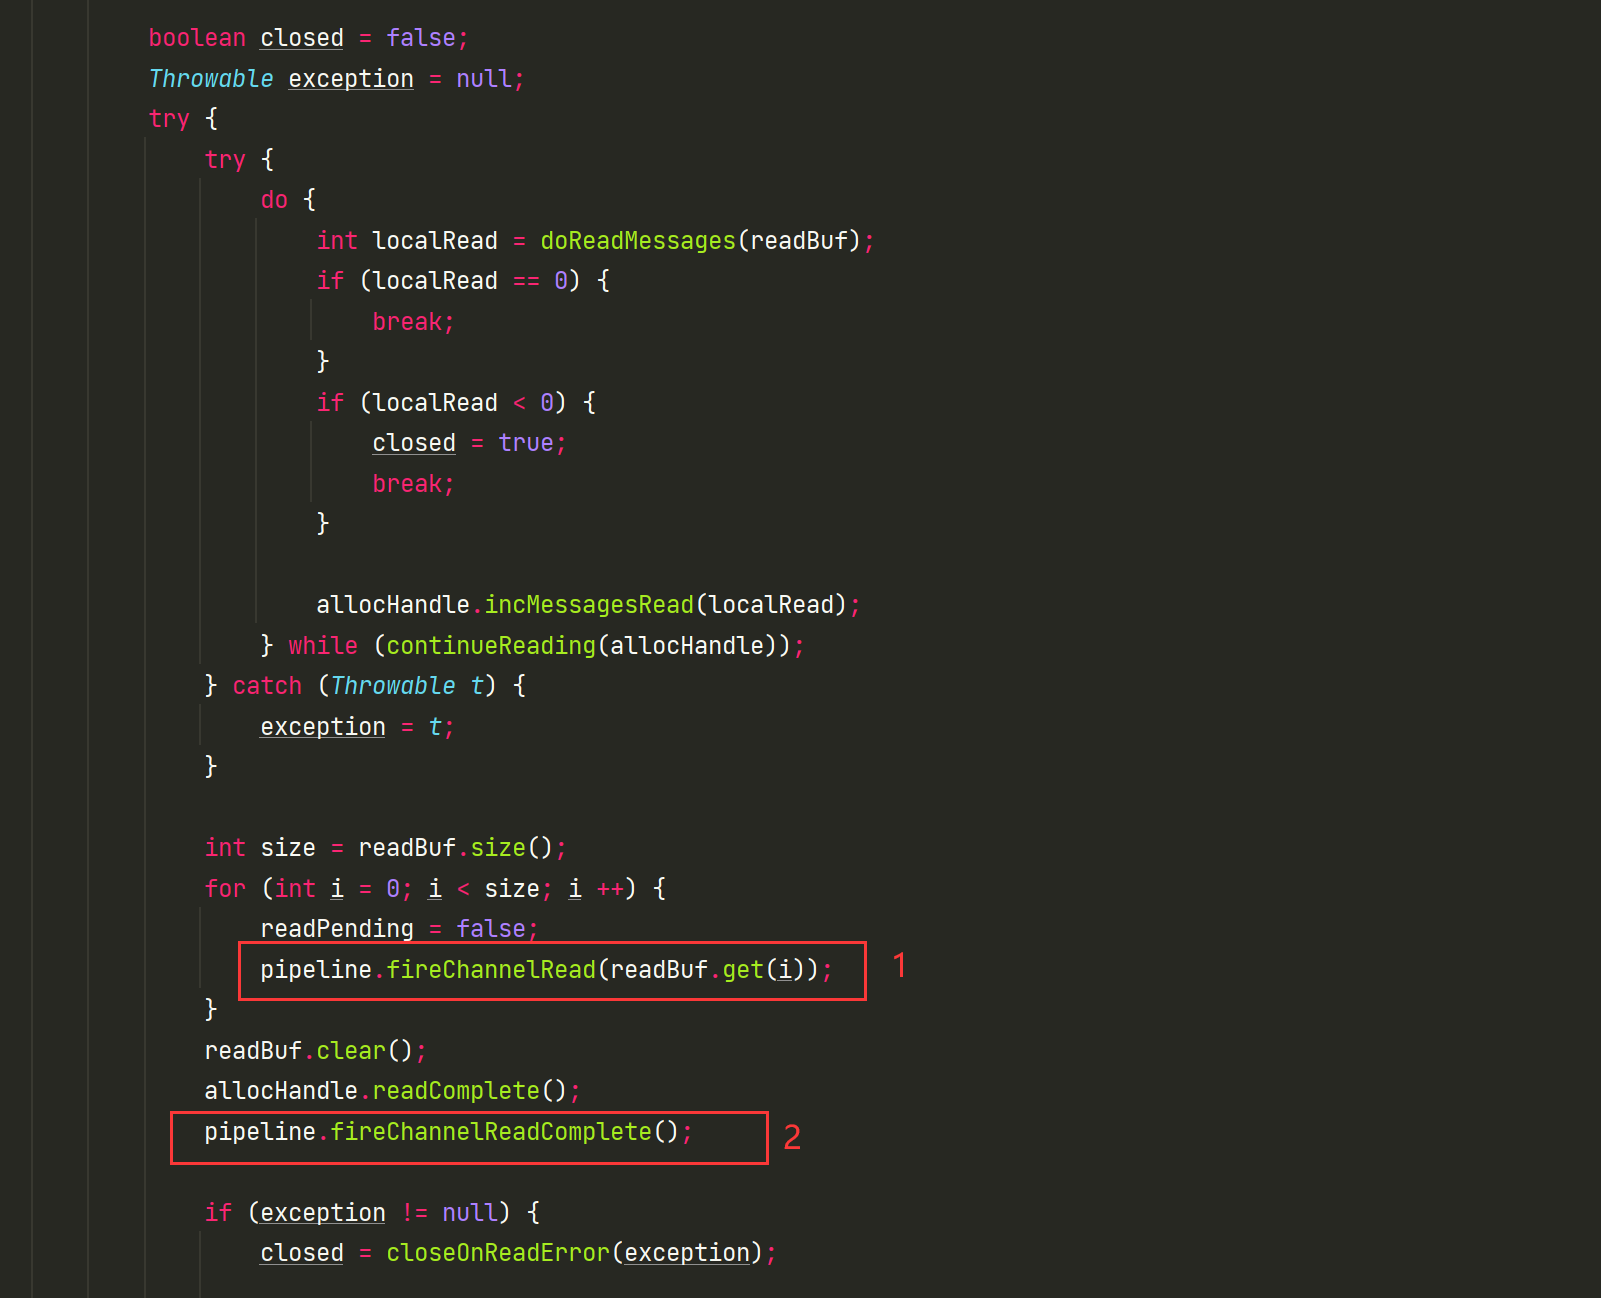 boolean closed = false;
Throwable exception = null;
try {
try {
do {
int localRead = doReadMessages(readBuf);
if (localRead == 0) {
break;
}
if (localRead < 0) {
closed = true;
break;
}
allocHandle.incMessagesRead(localRead);
} while (continueReading(allocHandle));
} catch (Throwable t) {
exception = t;
}
int size = readBuf.size();
for (int i = 0; i < size; i ++) {
readPending = false;
pipeline.fireChannelRead(readBuf.get(i)); 1
}
readBuf.clear();
allocHandle.readComplete();
pipeline.fireChannelReadComplete(); 2
if (exception != null) {
closed = closeOnReadError(exception);